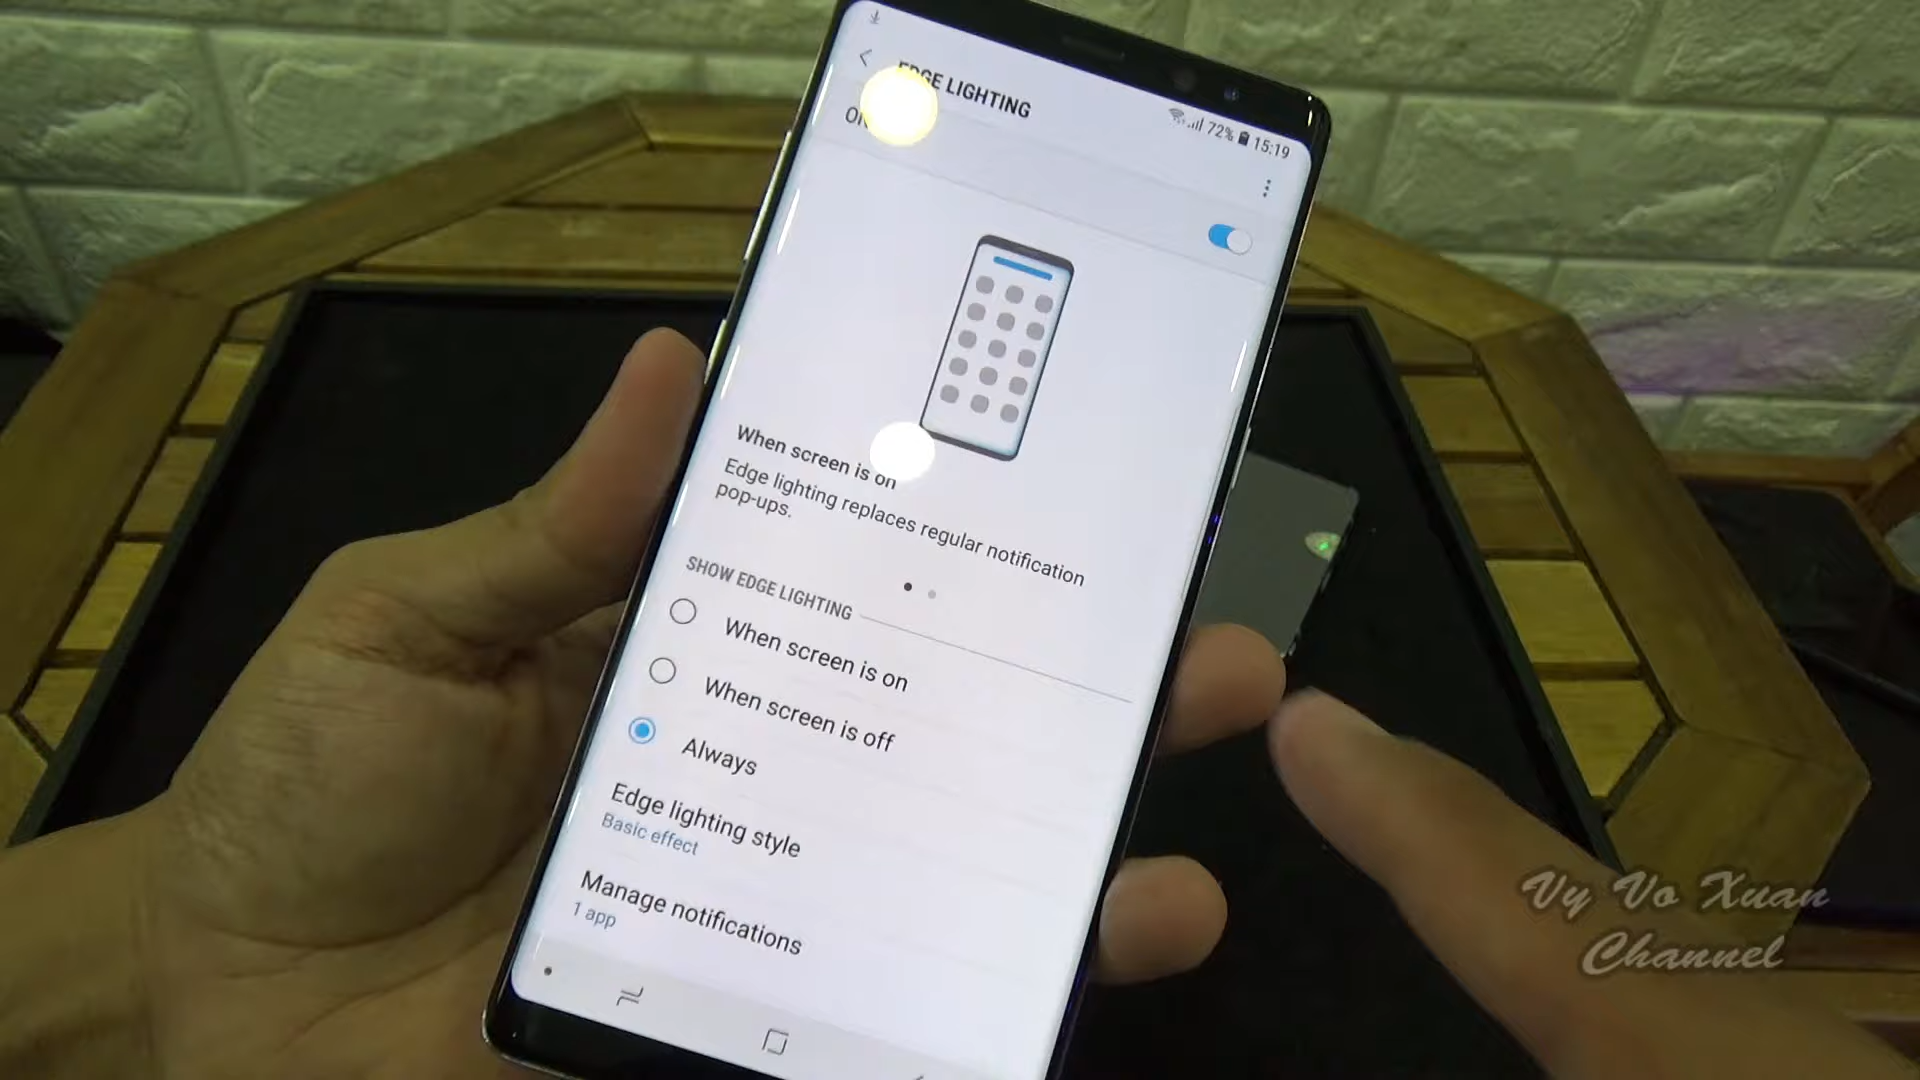 EDGE LIGHTING
72% 15:19
When screen is on
Edge lighting replaces regular notification
pop-ups.
SHOW EDGE LIGHTING
When screen is on
When screen is off
Always
Edge lighting style
Basic effect
Manage notifications
1 app
Vy Vo Xuan
Channel